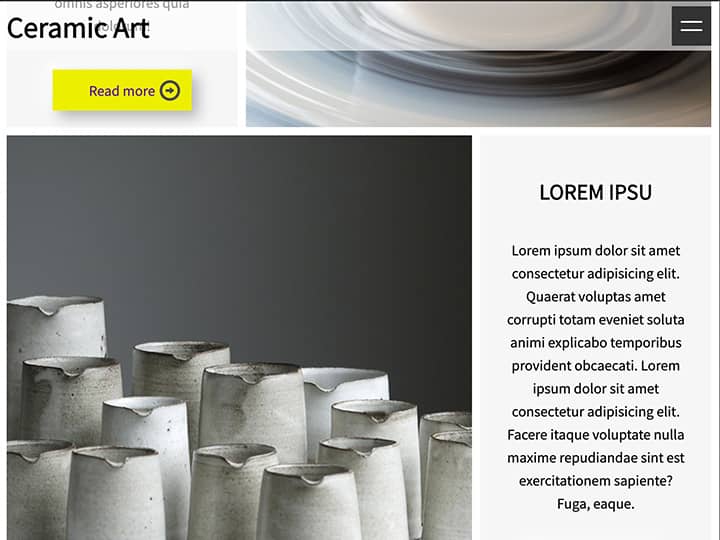 omnis asperiores quia
dolorum!
Ceramic Art
Read more
LOREM IPSU
Lorem ipsum dolor sit amet
consectetur adipisicing elit.
Quaerat voluptas amet
corrupti totam eveniet soluta
animi explicabo temporibus
provident obcaecati. Lorem
ipsum dolor sit amet
consectetur adipisicing elit.
Facere itaque voluptate nulla
maxime repudiandae sint est
exercitationem sapiente?
Fuga, eaque.